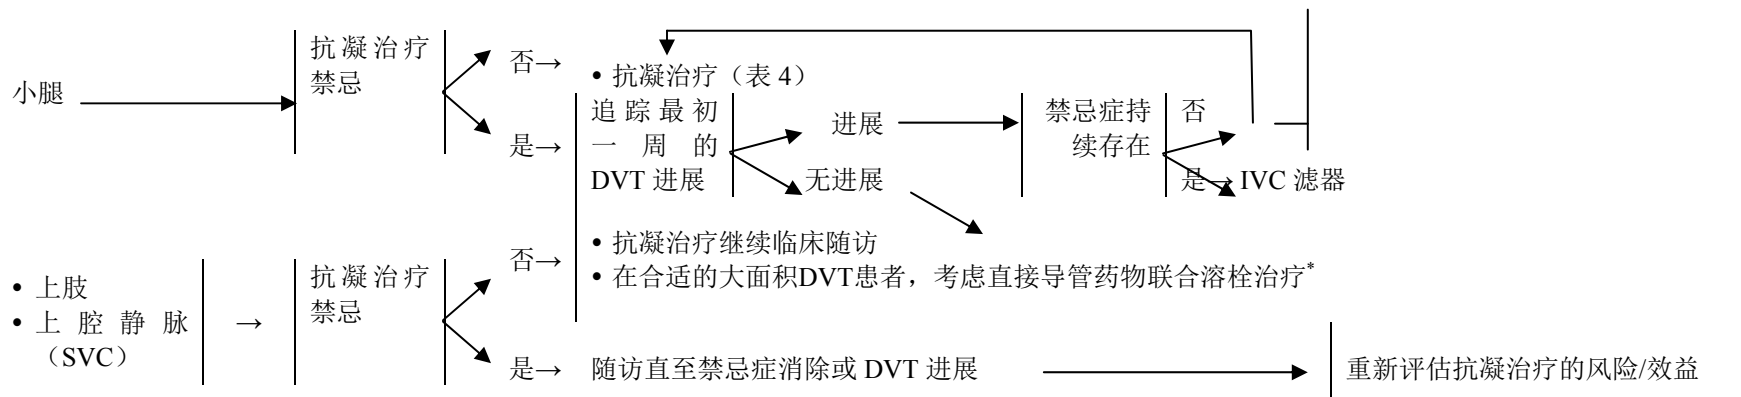 小腿
抗凝治疗
禁忌
否→
是→
• 抗凝治疗（表 4）
追踪最初
一周的
DVT 进展
进展
无进展
禁忌症持
续存在
否
是→ IVC 滤器
• 上肢
• 上腔静脉
（SVC）
→
抗凝治疗
禁忌
否→
是→
• 抗凝治疗继续临床随访
• 在合适的大面积DVT患者，考虑直接导管药物联合溶栓治疗*
随访直至禁忌症消除或 DVT 进展
重新评估抗凝治疗的风险/效益